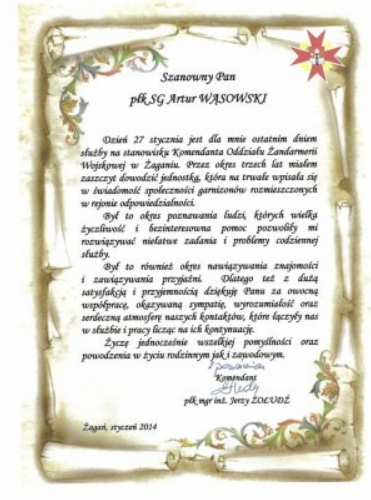 Szanowny Pan
płk SG Artur WĄSOWSKI
Dzień 27 stycznia jest dla mnie ostatnim dniem
służby na stanowisku Komendanta Oddziału Żandarmerii
Wojskowej w Żaganiu. Przez okres trzech lat miałem
zaszczyt dowodzić jednostką, która na trwałe wpisała się
w świadomość społeczności garnizonów rozmieszczonych
w rejonie odpowiedzialności.
Był to okres poznawania ludzi, których wielka
życzliwość i bezinteresowna pomoc pozwoliły mi
rozwiązywać niełatwe zadania i problemy codziennej
służby.
Był to również okres nawiązywania znajomości
i zawiązywania przyjaźni. Dlatego też z dużą
satysfakcją i przyjemnością dziękuję Panu za owocną
współpracę, okazywaną sympatię, wyrozumiałość oraz
serdeczną atmosferę naszych kontaktów, które łączyły nas
w służbie i pracy licząc na ich kontynuację.
Życzę jednocześnie wszelkiej pomyślności oraz
powodzenia w życiu rodzinnym jak i zawodowym.
Komendant
płk mgr inż. Jerzy ŻOŁUDŹ
Żagań, styczeń 2014